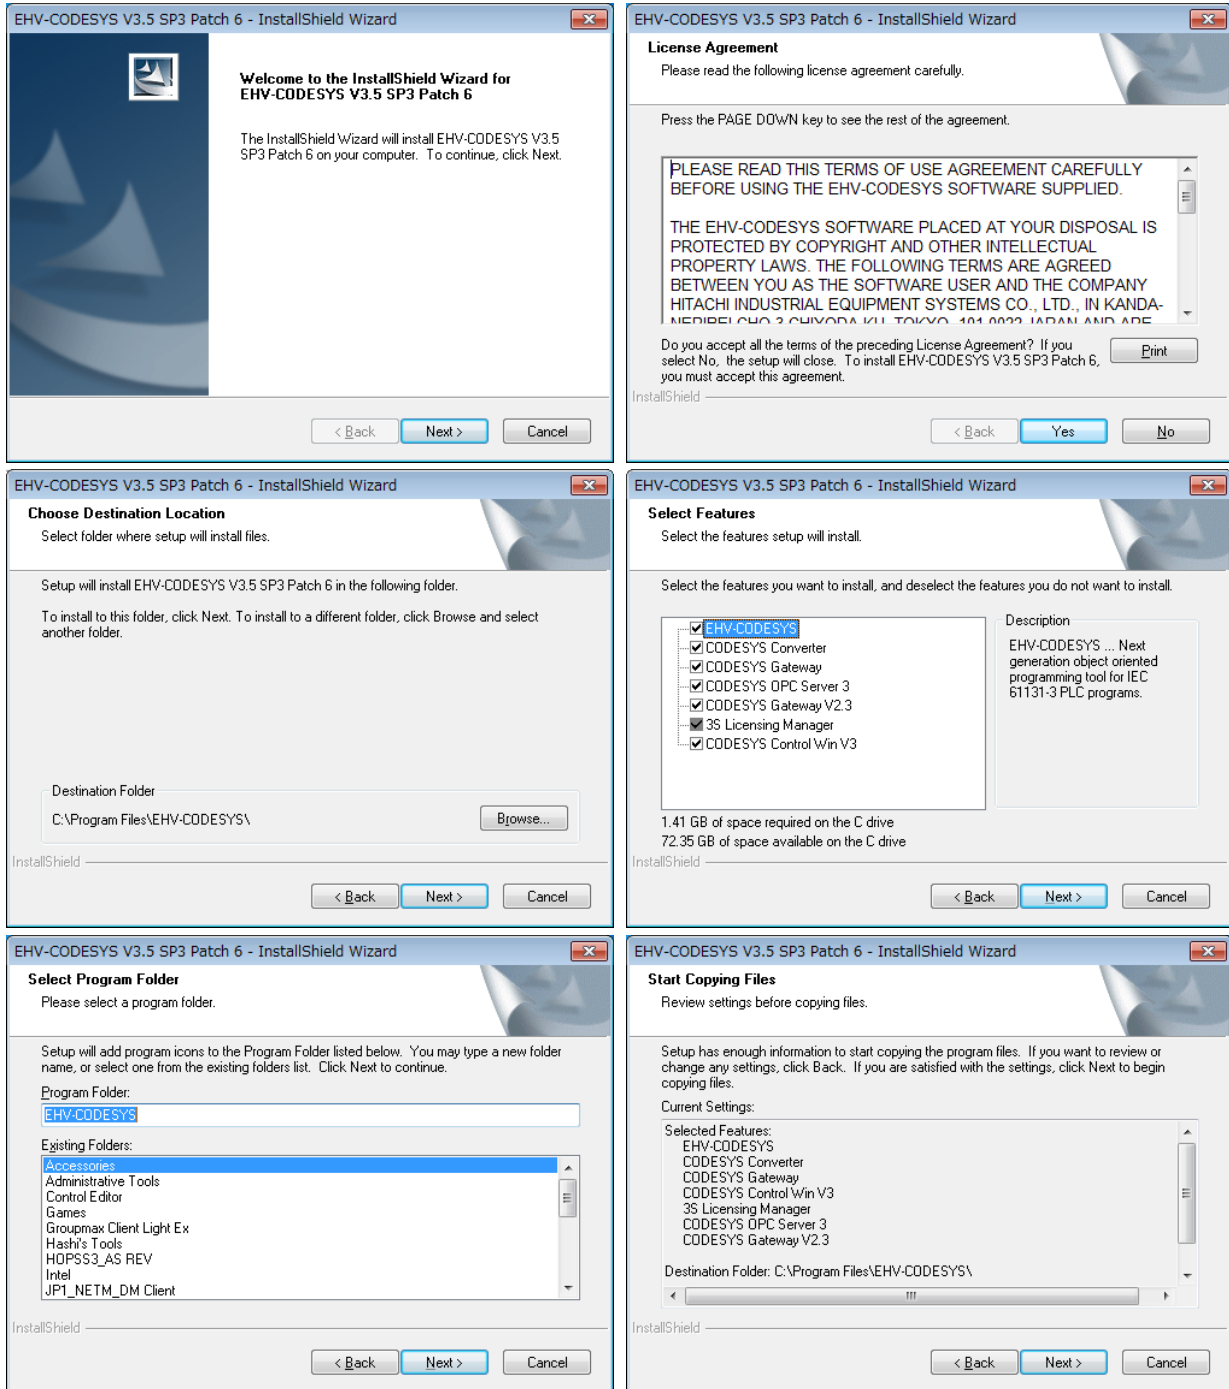 EHV-CODESYS V3.5 SP3 Patch 6 - InstallShield Wizard
Welcome to the InstallShield Wizard for
EHV-CODESYS V3.5 SP3 Patch 6
The InstallShield Wizard will install EHV-CODESYS V3.5
SP3 Patch 6 on your computer. To continue, click Next.
< Back
Next >
Cancel
EHV-CODESYS V3.5 SP3 Patch 6 - InstallShield Wizard
License Agreement
Please read the following license agreement carefully.
Press the PAGE DOWN key to see the rest of the agreement.
PLEASE READ THIS TERMS OF USE AGREEMENT CAREFULLY
BEFORE USING THE EHV-CODESYS SOFTWARE SUPPLIED.
THE EHV-CODESYS SOFTWARE PLACED AT YOUR DISPOSAL IS
PROTECTED BY COPYRIGHT AND OTHER INTELLECTUAL
PROPERTY LAWS. THE FOLLOWING TERMS ARE AGREED
BETWEEN YOU AS THE SOFTWARE USER AND THE COMPANY
HITACHI INDUSTRIAL EQUIPMENT SYSTEMS CO., LTD., IN KANDA-
CHIYODA-KU, TOKYO, 101-0022 JAPAN AND ARE
Do you accept all the terms of the preceding License Agreement? If you
select No, the setup will close. To install EHV-CODESYS V3.5 SP3 Patch 6,
you must accept this agreement.
Print
InstallShield
< Back
Yes
No
EHV-CODESYS V3.5 SP3 Patch 6 - InstallShield Wizard
Choose Destination Location
Select folder where setup will install files.
Setup will install EHV-CODESYS V3.5 SP3 Patch 6 in the following folder.
To install to this folder, click Next. To install to a different folder, click Browse and select
another folder.
Destination Folder
C:\Program Files\EHV-CODESYS\
Browse...
InstallShield
< Back
Next >
Cancel
EHV-CODESYS V3.5 SP3 Patch 6 - InstallShield Wizard
Select Features
Select the features setup will install.
Select the features you want to install, and deselect the features you do not want to install.
EHV-CODESYS
CODESYS Converter
CODESYS Gateway
CODESYS OPC Server 3
CODESYS Gateway V2.3
3S Licensing Manager
CODESYS Control Win V3
Description
EHV-CODESYS ... Next
generation object oriented
programming tool for IEC
61131-3 PLC programs.
1.41 GB of space required on the C drive
72.35 GB of space available on the C drive
InstallShield
< Back
Next >
Cancel
EHV-CODESYS V3.5 SP3 Patch 6 - InstallShield Wizard
Select Program Folder
Please select a program folder.
Setup will add program icons to the Program Folder listed below. You may type a new folder
name, or select one from the existing folders list. Click Next to continue.
Program Folder:
EHV-CODESYS
Existing Folders:
Accessories
Administrative Tools
Control Editor
Games
Groupmax Client Light Ex
Hashi's Tools
HOPSS3_AS REV
Intel
JP1_NETM_DM Client
InstallShield
< Back
Next >
Cancel
EHV-CODESYS V3.5 SP3 Patch 6 - InstallShield Wizard
Start Copying Files
Review settings before copying files.
Setup has enough information to start copying the program files. If you want to review or
change any settings, click Back. If you are satisfied with the settings, click Next to begin
copying files.
Current Settings:
Selected Features:
EHV-CODESYS
CODESYS Converter
CODESYS Gateway
CODESYS Control Win V3
3S Licensing Manager
CODESYS OPC Server 3
CODESYS Gateway V2.3
Destination Folder: C:\Program Files\EHV-CODESYS\
InstallShield
< Back
Next >
Cancel